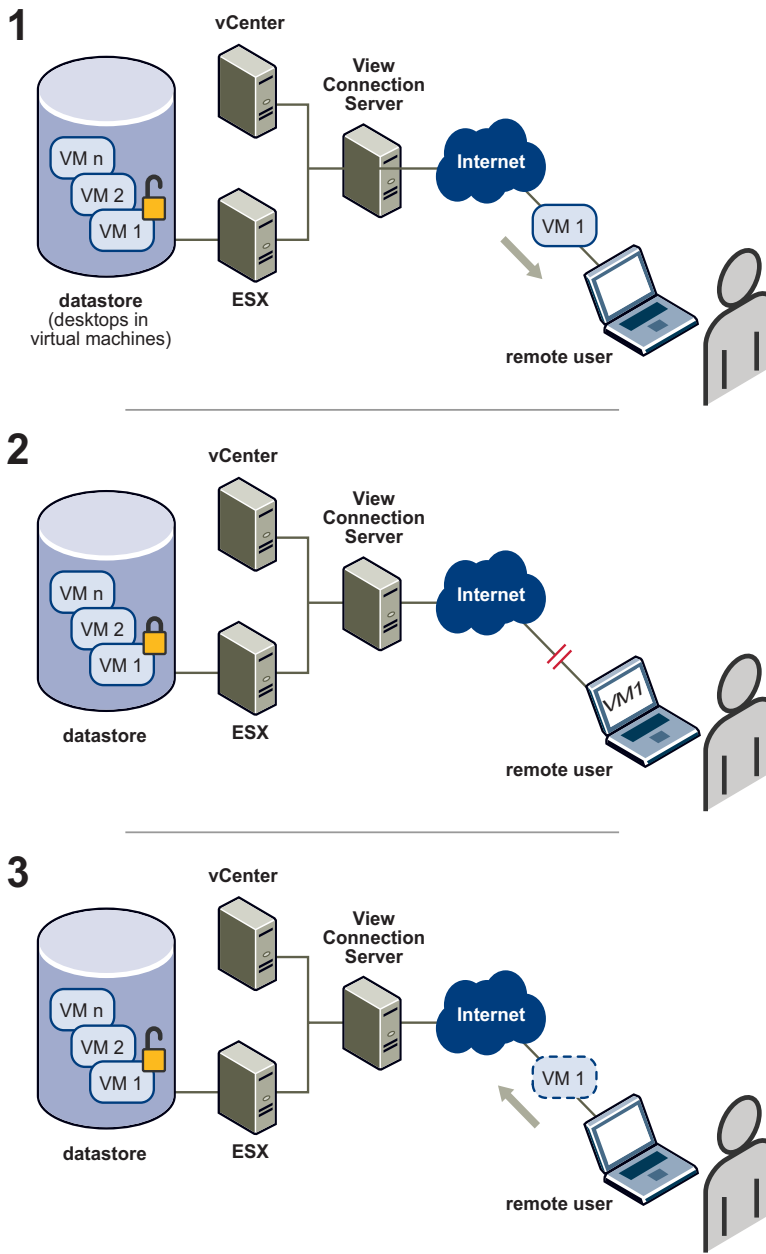 1
vCenter
View
Connection
Server
VM n
VM 2
VM 1
Internet
VM 1
datastore
(desktops in
virtual machines)
ESX
remote user
2
vCenter
View
Connection
Server
VM n
VM 2
VM 1
Internet
VM1
datastore
ESX
remote user
3
vCenter
View
Connection
Server
VM n
VM 2
VM 1
Internet
VM 1
datastore
ESX
remote user